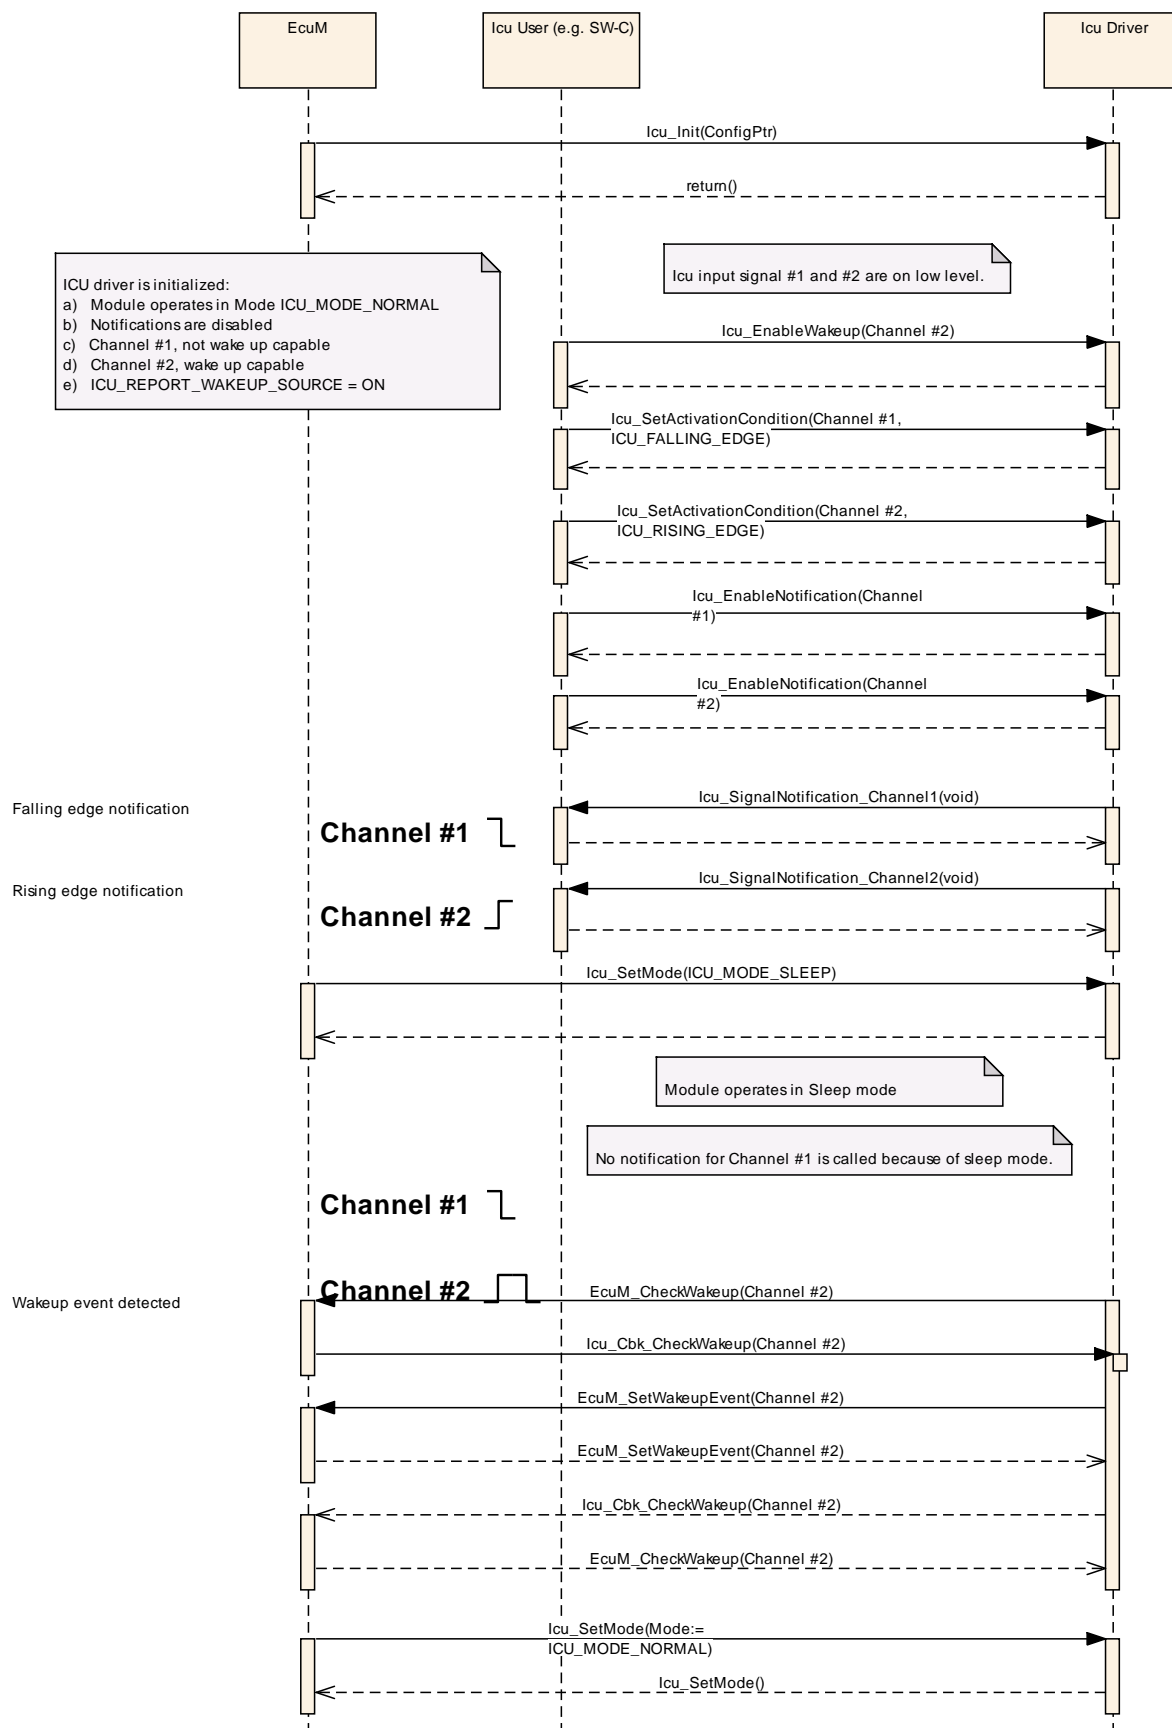 EcuM
Icu User (e.g. SW-C)
Icu Driver
Icu_Init(ConfigPtr)
return()
ICU driver is initialized:
a) Module operates in Mode ICU_MODE_NORMAL
b) Notifications are disabled
c) Channel #1, not wake up capable
d) Channel #2, wake up capable
e) ICU_REPORT_WAKEUP_SOURCE = ON
Icu input signal #1 and #2 are on low level.
Icu_EnableWakeup(Channel #2)
Icu_SetActivationCondition(Channel #1,
ICU_FALLING_EDGE)
Icu_SetActivationCondition(Channel #2,
ICU_RISING_EDGE)
Icu_EnableNotification(Channel
#1)
Icu_EnableNotification(Channel
#2)
Icu_SignalNotification_Channel1(void)
Falling edge notification
Channel #1
Icu_SignalNotification_Channel2(void)
Rising edge notification
Channel #2
Icu_SetMode(ICU_MODE_SLEEP)
Module operates in Sleep mode
No notification for Channel #1 is called because of sleep mode.
Channel #1
Channel #2
EcuM_CheckWakeup(Channel #2)
Wakeup event detected
Icu_Cbk_CheckWakeup(Channel #2)
EcuM_SetWakeupEvent(Channel #2)
EcuM_SetWakeupEvent(Channel #2)
Icu_Cbk_CheckWakeup(Channel #2)
EcuM_CheckWakeup(Channel #2)
Icu_SetMode(Mode:=
ICU_MODE_NORMAL)
Icu_SetMode()